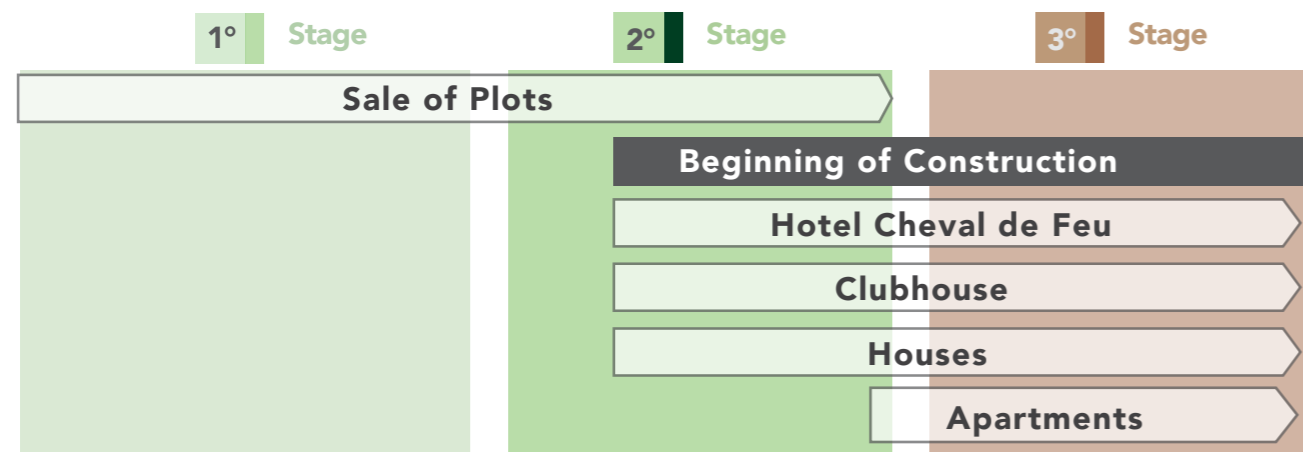 1° Stage
2° Stage
3° Stage
Sale of Plots
Beginning of Construction
Hotel Cheval de Feu
Clubhouse
Houses
Apartments